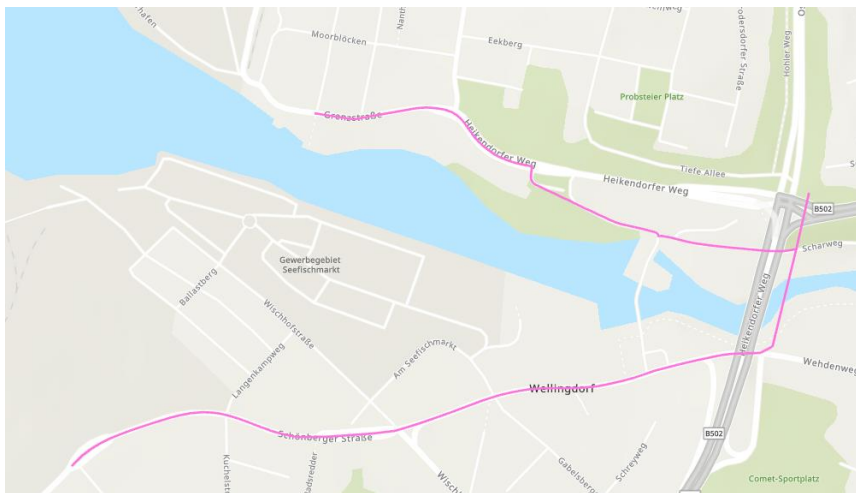 Moorblöcken
Eekberg
Hohler Weg
Probsteier Platz
Grenzstraße
Heikendorfer Weg
Tiefe Allee
Heikendorfer Weg
B502
Scharweg
Gewerbegebiet
Seefischmarkt
Ballastberg
Wischhofstraße
Heikendorfer Weg
Am Seefischmarkt
Langenkampweg
Wehdenweg
Wellingdorf
Schönberger Straße
B502
Schreyweg
Comet-Sportplatz